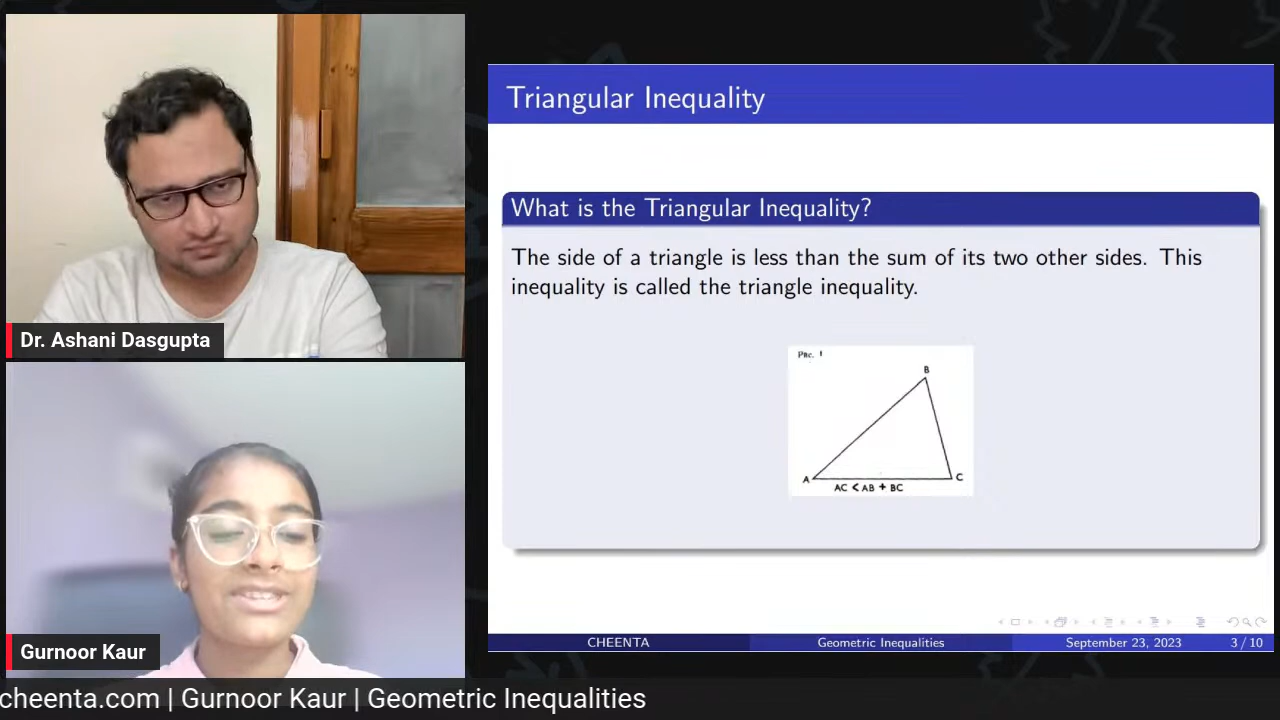 Triangular Inequality
What is the Triangular Inequality?
The side of a triangle is less than the sum of its two other sides. This
inequality is called the triangle inequality.
B
A
C
AC < AB + BC
Dr. Ashani Dasgupta
Gurnoor Kaur
CHEENTA
Geometric Inequalities
September 23, 2023
3 / 10
cheenta.com | Gurnoor Kaur | Geometric Inequalities